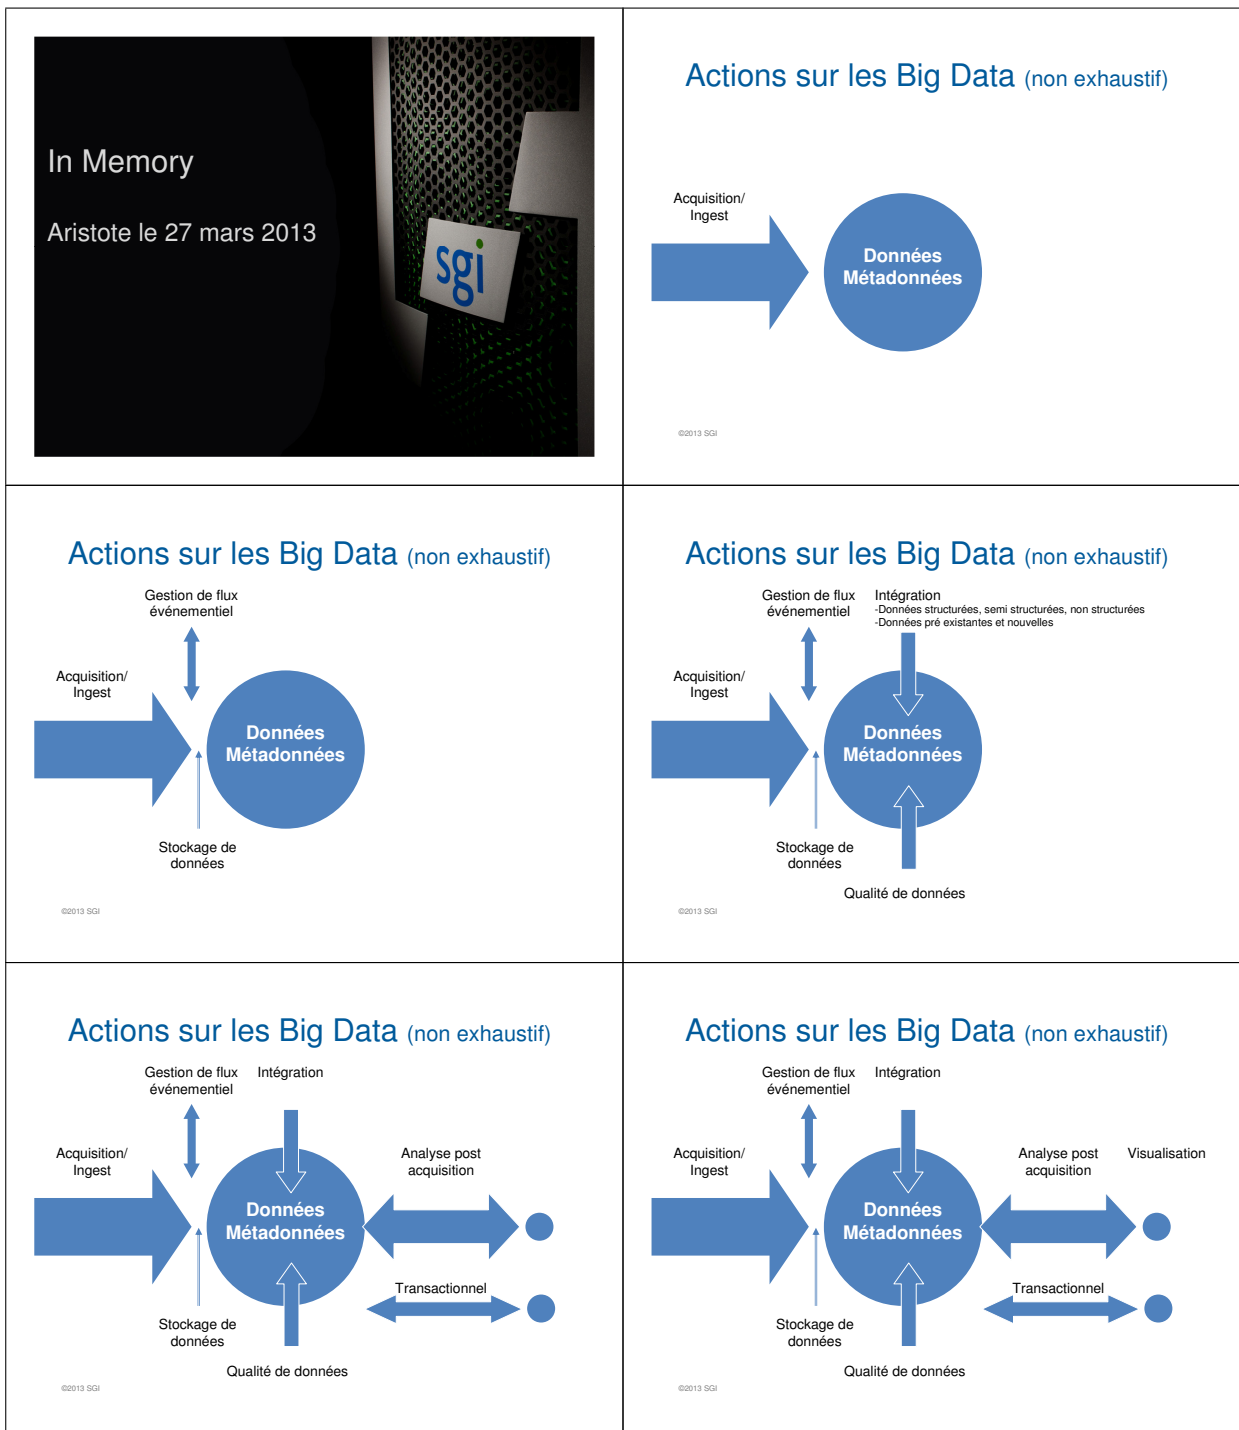 In Memory
Aristote le 27 mars 2013
sgi
Actions sur les Big Data (non exhaustif)
Acquisition/
Ingest
Données
Métadonnées
©2013 SGI
Actions sur les Big Data (non exhaustif)
Gestion de flux
événementiel
Acquisition/
Ingest
Données
Métadonnées
Stockage de
données
©2013 SGI
Actions sur les Big Data (non exhaustif)
Gestion de flux
événementiel
Intégration
-Données structurées, semi structurées, non structurées
-Données pré existantes et nouvelles
Acquisition/
Ingest
Données
Métadonnées
Stockage de
données
Qualité de données
©2013 SGI
Actions sur les Big Data (non exhaustif)
Gestion de flux
événementiel
Intégration
Acquisition/
Ingest
Analyse post
acquisition
Données
Métadonnées
Transactionnel
Stockage de
données
Qualité de données
©2013 SGI
Actions sur les Big Data (non exhaustif)
Gestion de flux
événementiel
Intégration
Acquisition/
Ingest
Analyse post
acquisition
Visualisation
Données
Métadonnées
Transactionnel
Stockage de
données
Qualité de données
©2013 SGI